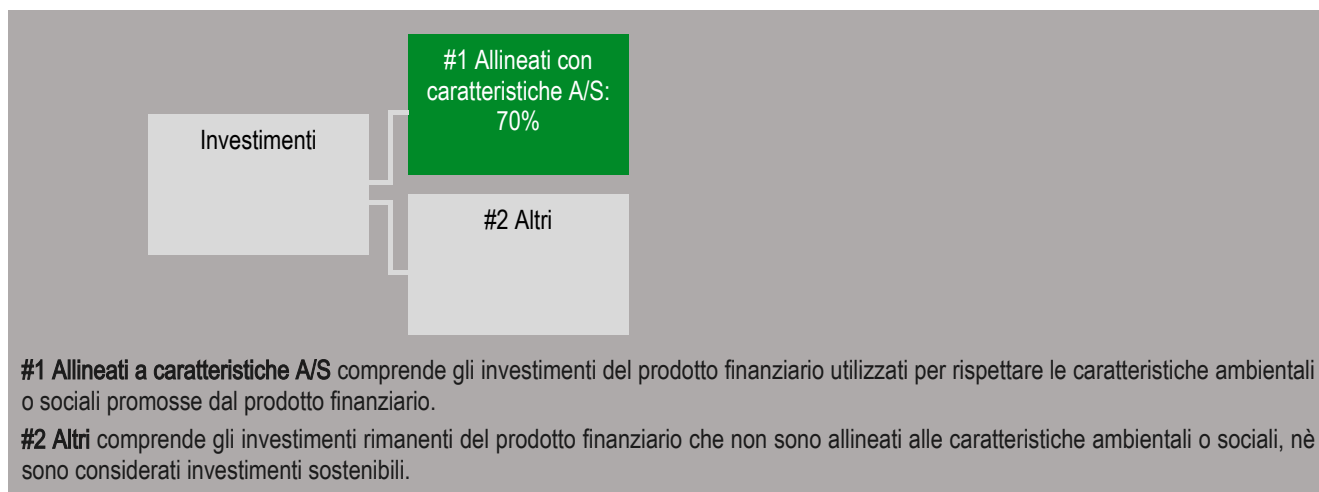 #1 Allineati con
caratteristiche A/S:
70%
Investimenti
#2 Altri
#1 Allineati a caratteristiche A/S comprende gli investimenti del prodotto finanziario utilizzati per rispettare le caratteristiche ambientali
o sociali promosse dal prodotto finanziario.
#2 Altri comprende gli investimenti rimanenti del prodotto finanziario che non sono allineati alle caratteristiche ambientali o sociali, nè
sono considerati investimenti sostenibili.